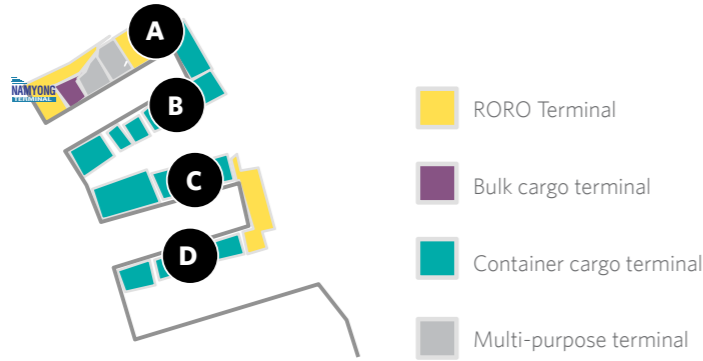 A
NAMYONG
TERMINAL
B
C
D
RORO Terminal
Bulk cargo terminal
Container cargo terminal
Multi-purpose terminal